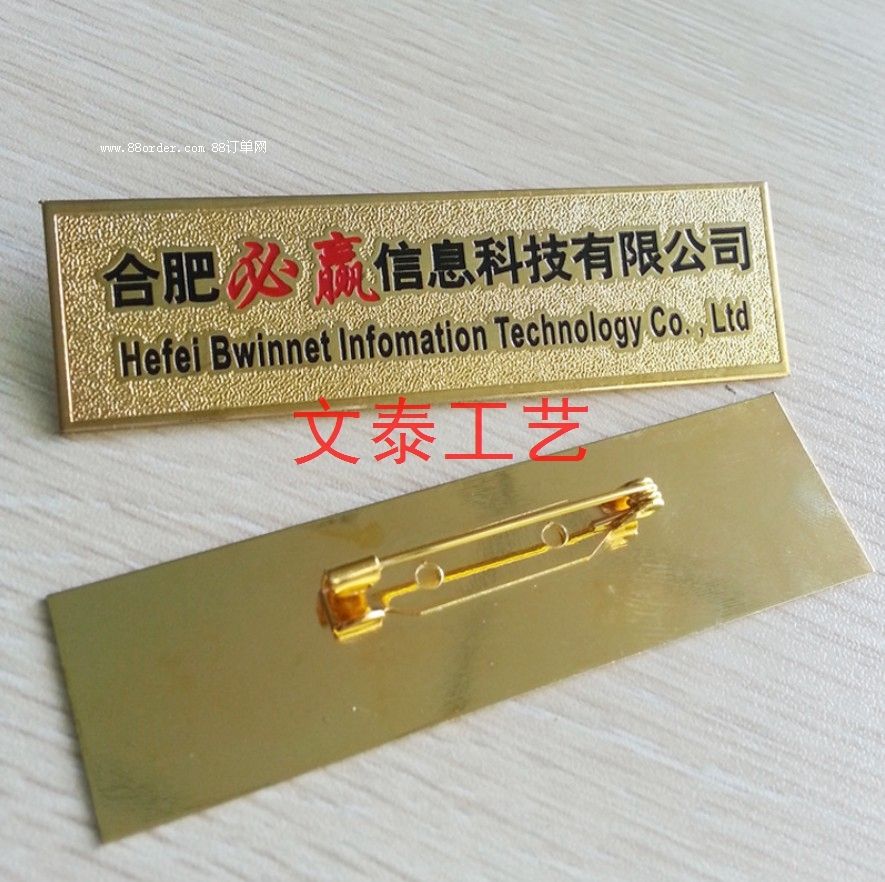 www.88order.com 88订单网
合肥必赢信息科技有限公司
Hefei Bwinnet Infomation Technology Co. , Ltd
文泰工艺